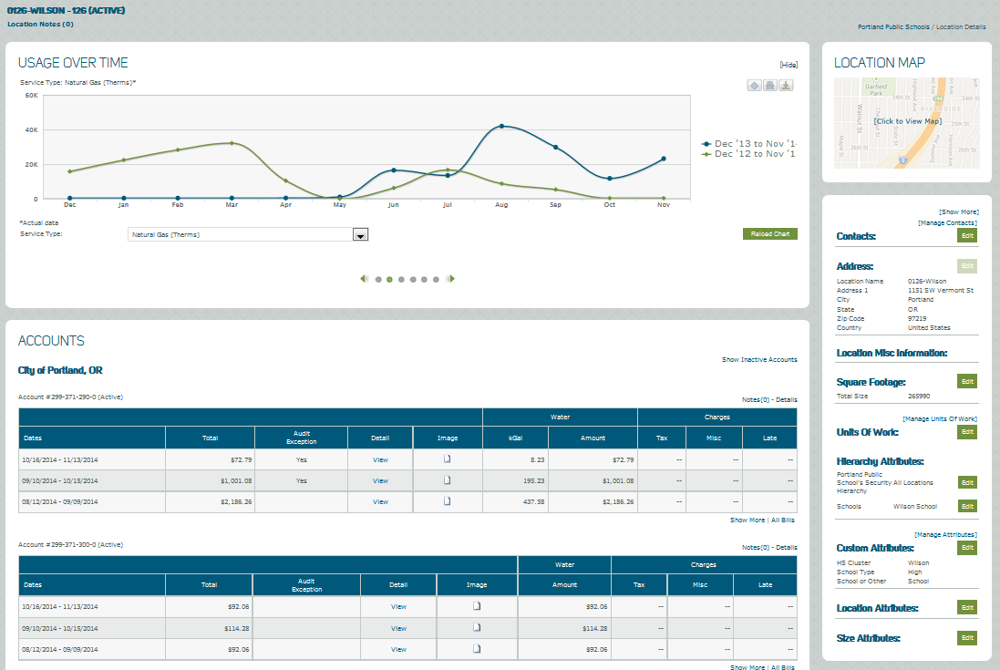 0126-WILSON - 126 (ACTIVE)
Location Notes (0)
Portland Public Schools / Location Details
USAGE OVER TIME
[Hide]
Service Type: Natural Gas (Therms)*
60K
40K
20K
0
Dec Jan Feb Mar Apr May Jun Jul Aug Sep Oct Nov
Dec '13 to Nov '1
Dec '12 to Nov '1
*Actual data
Service Type: Natural Gas (Therms)
Reload Chart
ACCOUNTS
Show Inactive Accounts
City of Portland, OR
Account #299-371-290-0 (Active)
Notes(0) - Details
Water Charges
Dates Total Audit Exception Detail Image kGal Amount Tax Misc Late
10/16/2014 - 11/13/2014 $72.79 Yes View 8.23 $72.79 -- -- --
09/10/2014 - 10/15/2014 $1,001.08 Yes View 195.23 $1,001.08 -- -- --
08/12/2014 - 09/09/2014 $2,186.26 View 437.58 $2,186.26 -- -- --
Show More | All Bills
Account #299-371-300-0 (Active)
Notes(0) - Details
Water Charges
Dates Total Audit Exception Detail Image Amount Tax Misc Late
10/16/2014 - 11/13/2014 $92.06 View $92.06 -- -- --
09/10/2014 - 10/15/2014 $114.28 View $114.28 -- -- --
08/12/2014 - 09/09/2014 $92.06 View $92.06 -- -- --
Show More | All Bills
LOCATION MAP
Garfield
Park
24th St
RIVERSIDE
Walnut St
[Click to View Map]
25th St
26th St
[Show More]
[Manage Contacts]
Contacts: Edit
Address: Edit
Location Name 0126-Wilson
Address 1 1151 SW Vermont St
City Portland
State OR
Zip Code 97219
Country United States
Location Misc Information:
Square Footage: Edit
Total Size 265990
[Manage Units Of Work]
Units Of Work: Edit
Hierarchy Attributes:
Portland Public
School's Security All Locations Edit
Hierarchy
Schools Wilson School Edit
[Manage Attributes]
Custom Attributes: Edit
HS Cluster Wilson
School Type High
School or Other School
Location Attributes: Edit
Size Attributes: Edit